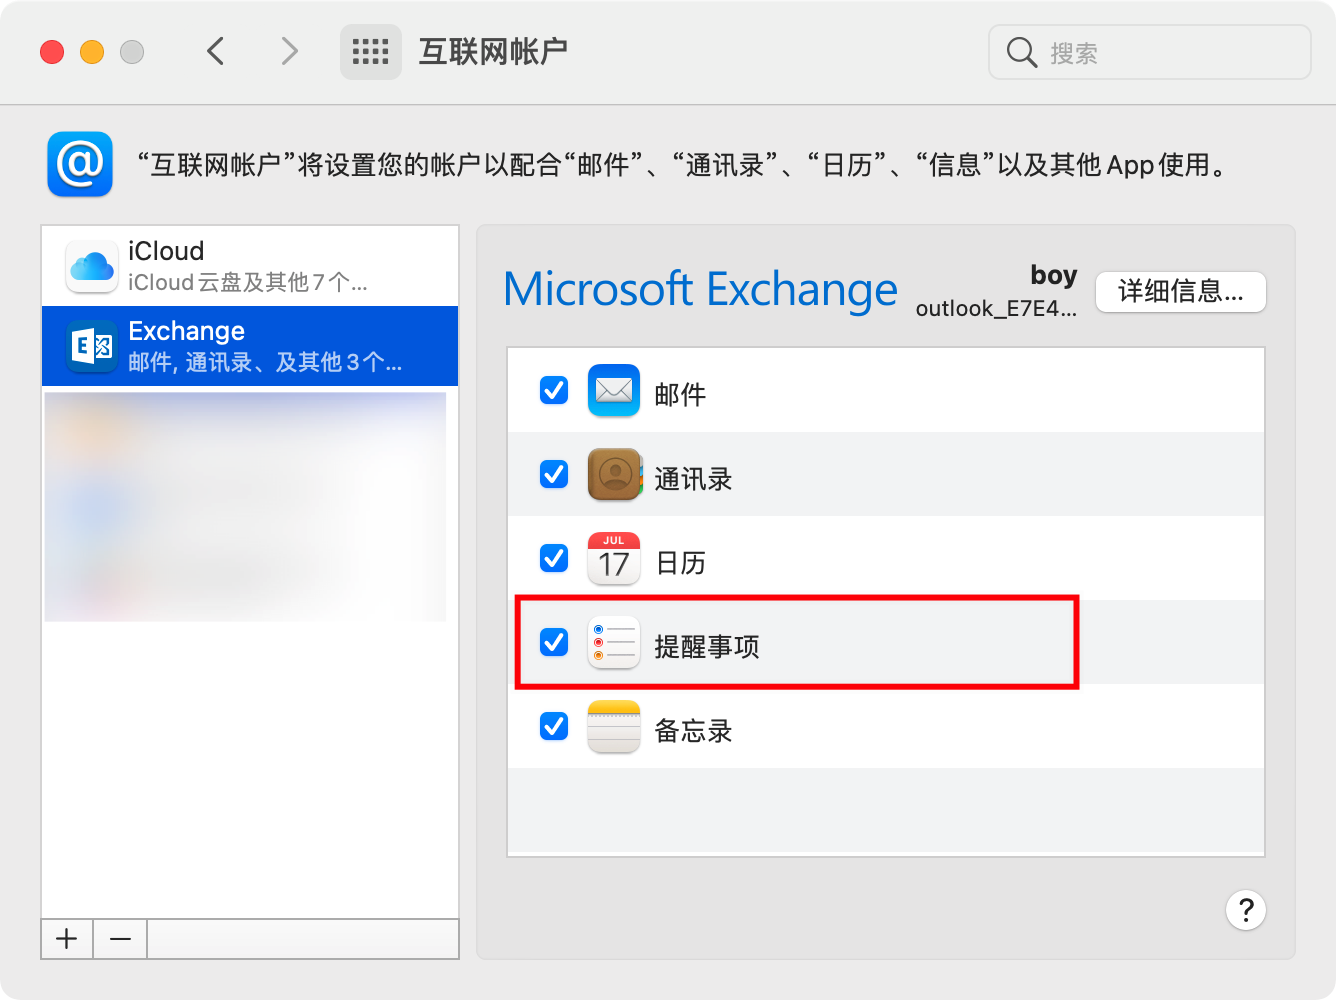 互联网帐户
搜索
“互联网帐户”将设置您的帐户以配合“邮件”、“通讯录”、“日历”、“信息”以及其他 App 使用。
iCloud
iCloud 云盘及其他 7 个...
Exchange
邮件, 通讯录、及其他 3 个...
Microsoft Exchange
boy
outlook_E7E4...
详细信息...
邮件
通讯录
JUL
17
日历
提醒事项
备忘录
?